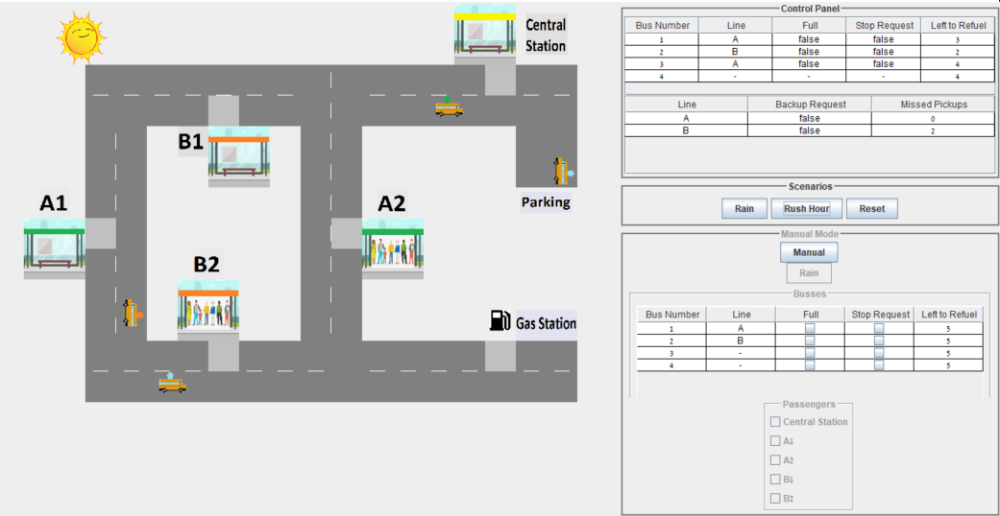 Central
Station
B1
A1
A2
B2
Parking
Gas Station
Control Panel
Bus Number Line Full Stop Request Left to Refuel
1 A false false 3
2 B false false 2
3 A false false 4
4 - - - 4
Line Backup Request Missed Pickups
A false 0
B false 2
Scenarios
Rain Rush Hour Reset
Manual Mode
Manual
Rain
Busses
Bus Number Line Full Stop Request Left to Refuel
1 A 5
2 B 5
3 - 5
4 - 5
Passengers
Central Station
A1
A2
B1
B2